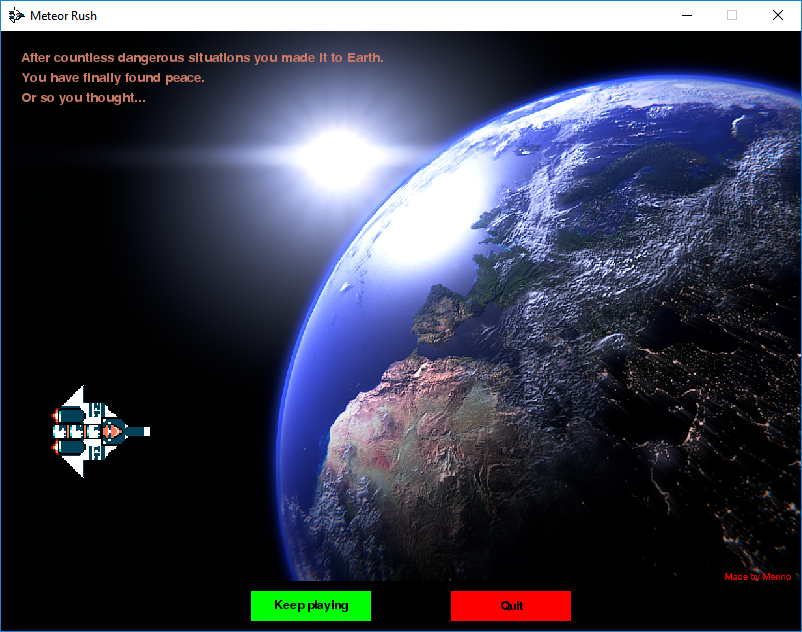 Meteor Rush
After countless dangerous situations you made it to Earth.
You have finally found peace.
Or so you thought...
Made by Menno
Keep playing
Quit